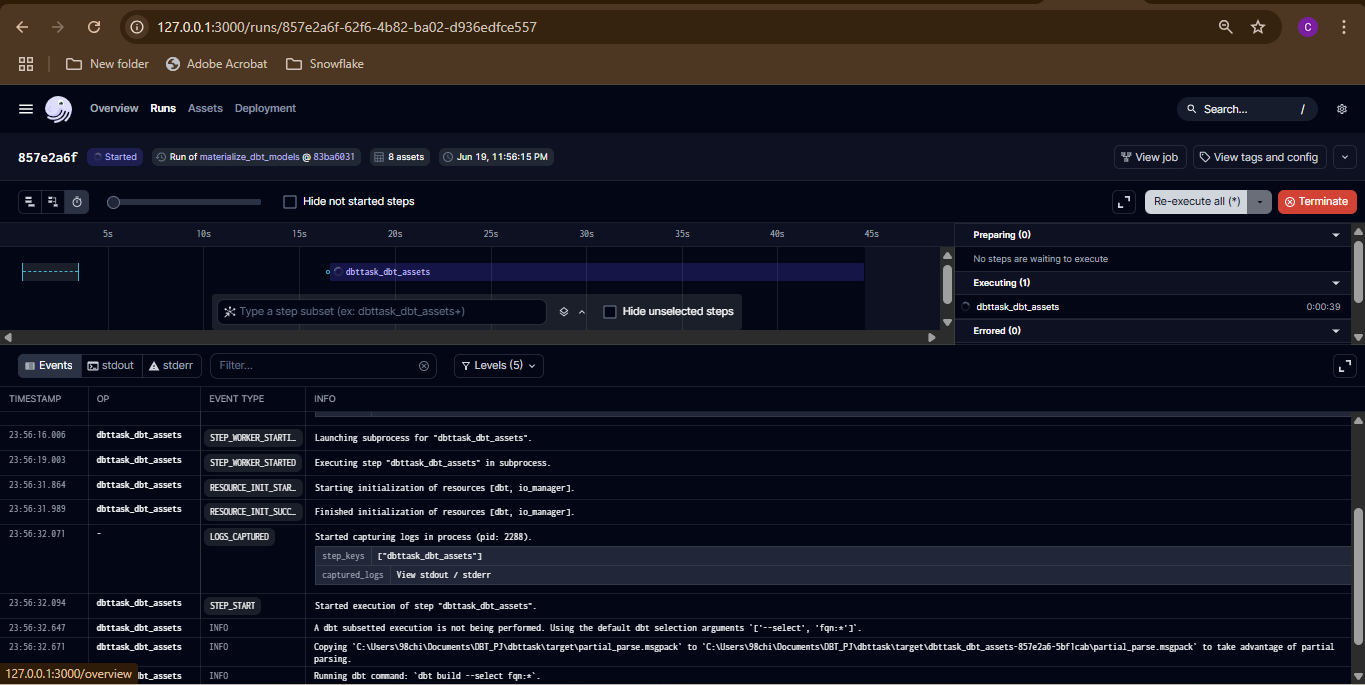 127.0.0.1:3000/runs/857e2a6f-62f6-4b82-ba02-d936edfce557
C
New folder
Adobe Acrobat
Snowflake
Overview Runs Assets Deployment
Search... /
857e2a6f Started Run of materialize_dbt_models @ 83ba6031 8 assets Jun 19, 11:56:15 PM
View job View tags and config
Hide not started steps
Re-execute all (*) Terminate
5s 10s 15s 20s 25s 30s 35s 40s 45s
dbttask_dbt_assets
Type a step subset (ex: dbttask_dbt_assets+)
Hide unselected steps
Preparing (0)
No steps are waiting to execute
Executing (1)
dbttask_dbt_assets 0:00:39
Errored (0)
Events stdout stderr Filter... Levels (5)
TIMESTAMP OP EVENT TYPE INFO
23:56:16.006 dbttask_dbt_assets STEP_WORKER_STARTI… Launching subprocess for "dbttask_dbt_assets".
23:56:19.003 dbttask_dbt_assets STEP_WORKER_STARTED Executing step "dbttask_dbt_assets" in subprocess.
23:56:31.864 dbttask_dbt_assets RESOURCE_INIT_STAR… Starting initialization of resources [dbt, io_manager].
23:56:31.989 dbttask_dbt_assets RESOURCE_INIT_SUCC… Finished initialization of resources [dbt, io_manager].
23:56:32.071 - LOGS_CAPTURED Started capturing logs in process (pid: 2288).
step_keys ["dbttask_dbt_assets"]
captured_logs View stdout / stderr
23:56:32.094 dbttask_dbt_assets STEP_START Started execution of step "dbttask_dbt_assets".
23:56:32.647 dbttask_dbt_assets INFO A dbt subsetted execution is not being performed. Using the default dbt selection arguments `['--select', 'fqn:*']`.
23:56:32.671 dbttask_dbt_assets INFO Copying `C:\Users\98chi\Documents\DBT_PJ\dbttask\target\partial_parse.msgpack` to `C:\Users\98chi\Documents\DBT_PJ\dbttask\target\dbttask_dbt_assets-857e2a6-5bf1cab\partial_parse.msgpack` to take advantage of partial
parsing.
127.0.0.1:3000/overview
_dbt_assets INFO Running dbt command: `dbt build --select fqn:*`.